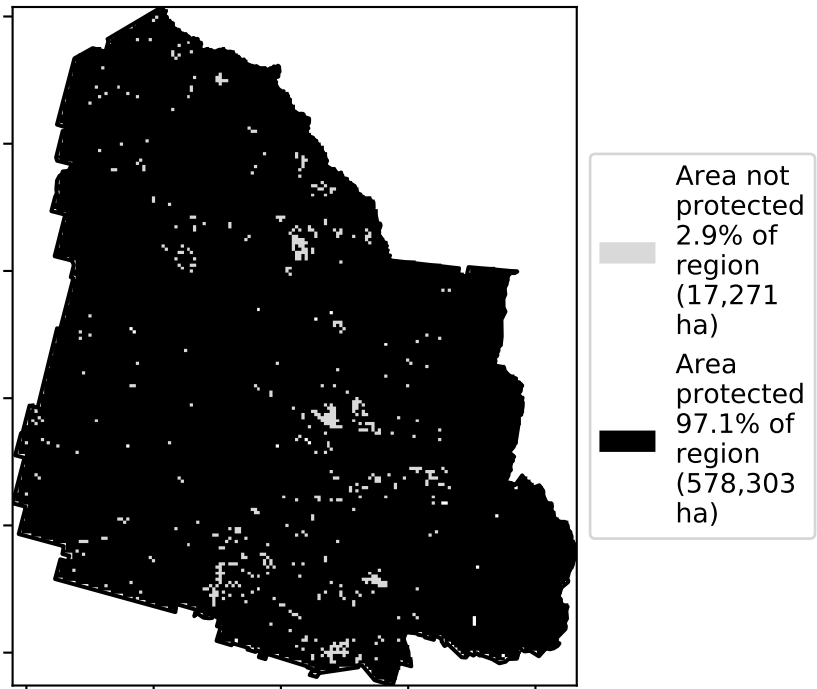 Area not
protected
2.9% of
region
(17,271
ha)
Area
protected
97.1% of
region
(578,303
ha)